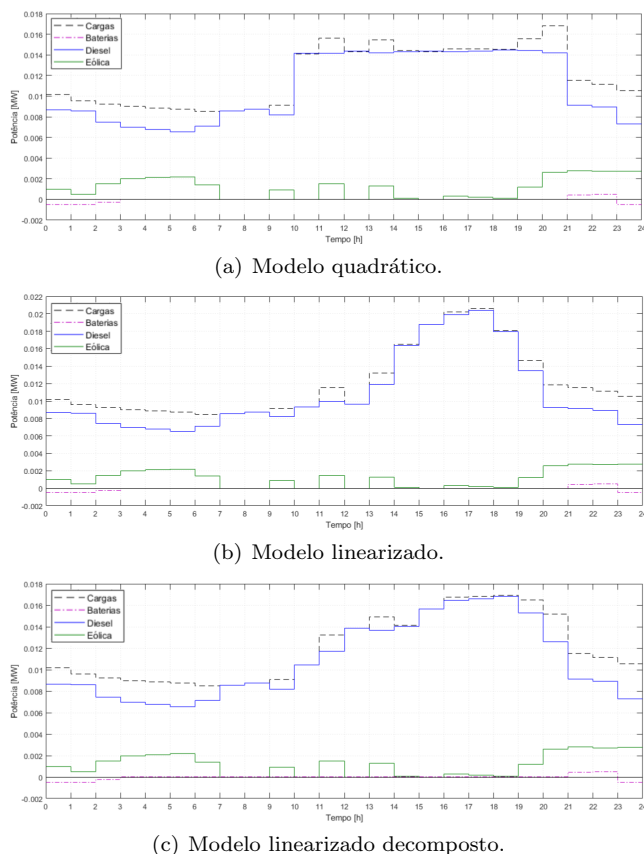 0.018
0.016
0.014
0.012
0.01
0.008
0.006
0.004
0.002
0
-0.002
Potência [MW]
Cargas
Baterias
Diesel
Eólica
0 1 2 3 4 5 6 7 8 9 10 11 12 13 14 15 16 17 18 19 20 21 22 23 24
Tempo [h]
(a) Modelo quadrático.
0.022
0.02
0.018
0.016
0.014
0.012
0.01
0.008
0.006
0.004
0.002
0
-0.002
Potência [MW]
Cargas
Baterias
Diesel
Eólica
0 1 2 3 4 5 6 7 8 9 10 11 12 13 14 15 16 17 18 19 20 21 22 23 24
Tempo [h]
(b) Modelo linearizado.
0.018
0.016
0.014
0.012
0.01
0.008
0.006
0.004
0.002
0
-0.002
Potência [MW]
Cargas
Baterias
Diesel
Eólica
0 1 2 3 4 5 6 7 8 9 10 11 12 13 14 15 16 17 18 19 20 21 22 23 24
Tempo [h]
(c) Modelo linearizado decomposto.